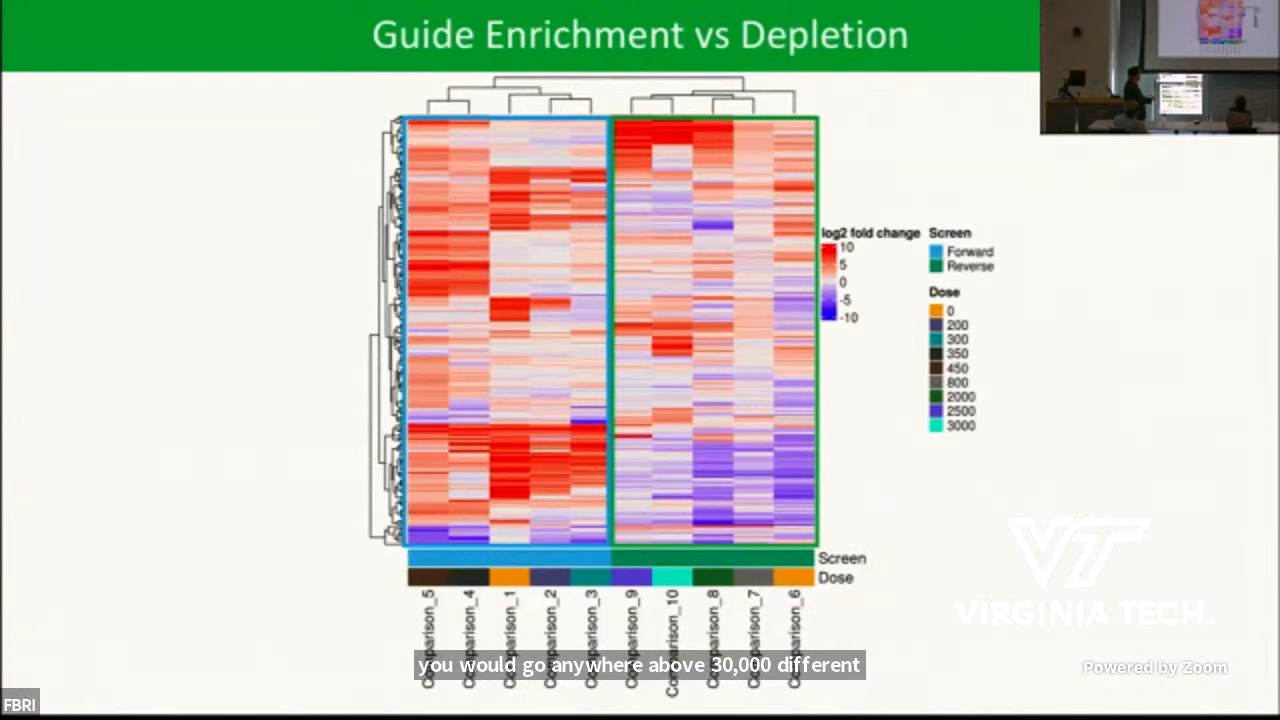 Guide Enrichment vs Depletion
log2 fold change
10
5
0
-5
-10
Screen
Forward
Reverse
Dose
0
200
300
350
450
800
2000
2500
3000
Screen
Dose
Comparison_5
Comparison_4
Comparison_1
Comparison_2
Comparison_3
Comparison_9
Comparison_10
Comparison_8
Comparison_7
Comparison_6
you would go anywhere above 30,000 different
VT
VIRGINIA TECH.
Powered by Zoom
FBRI